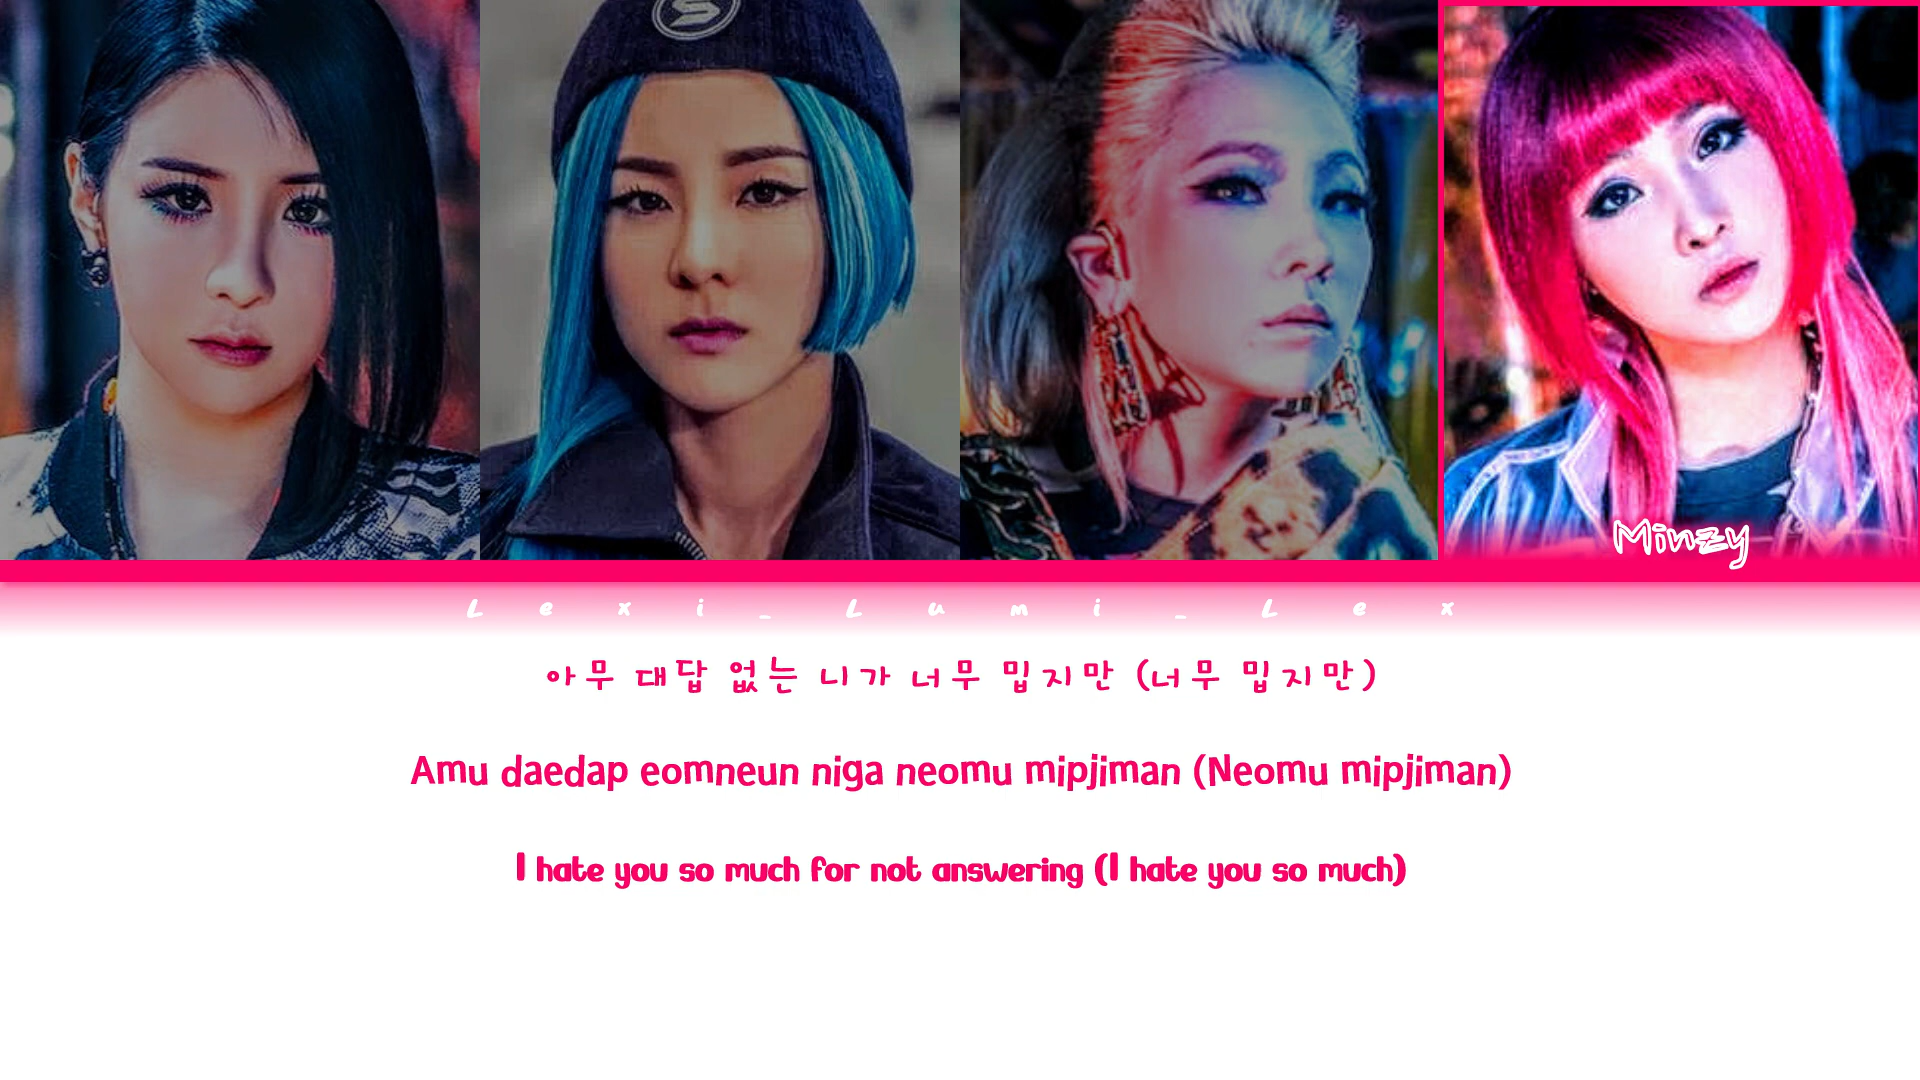 S
Minzy
Lexi_Lumi_Lex
아무 대답 없는 니가 너무 밉지만 (너무 밉지만)
Amu daedap eomneun niga neomu mipjiman (Neomu mipjiman)
I hate you so much for not answering (I hate you so much)